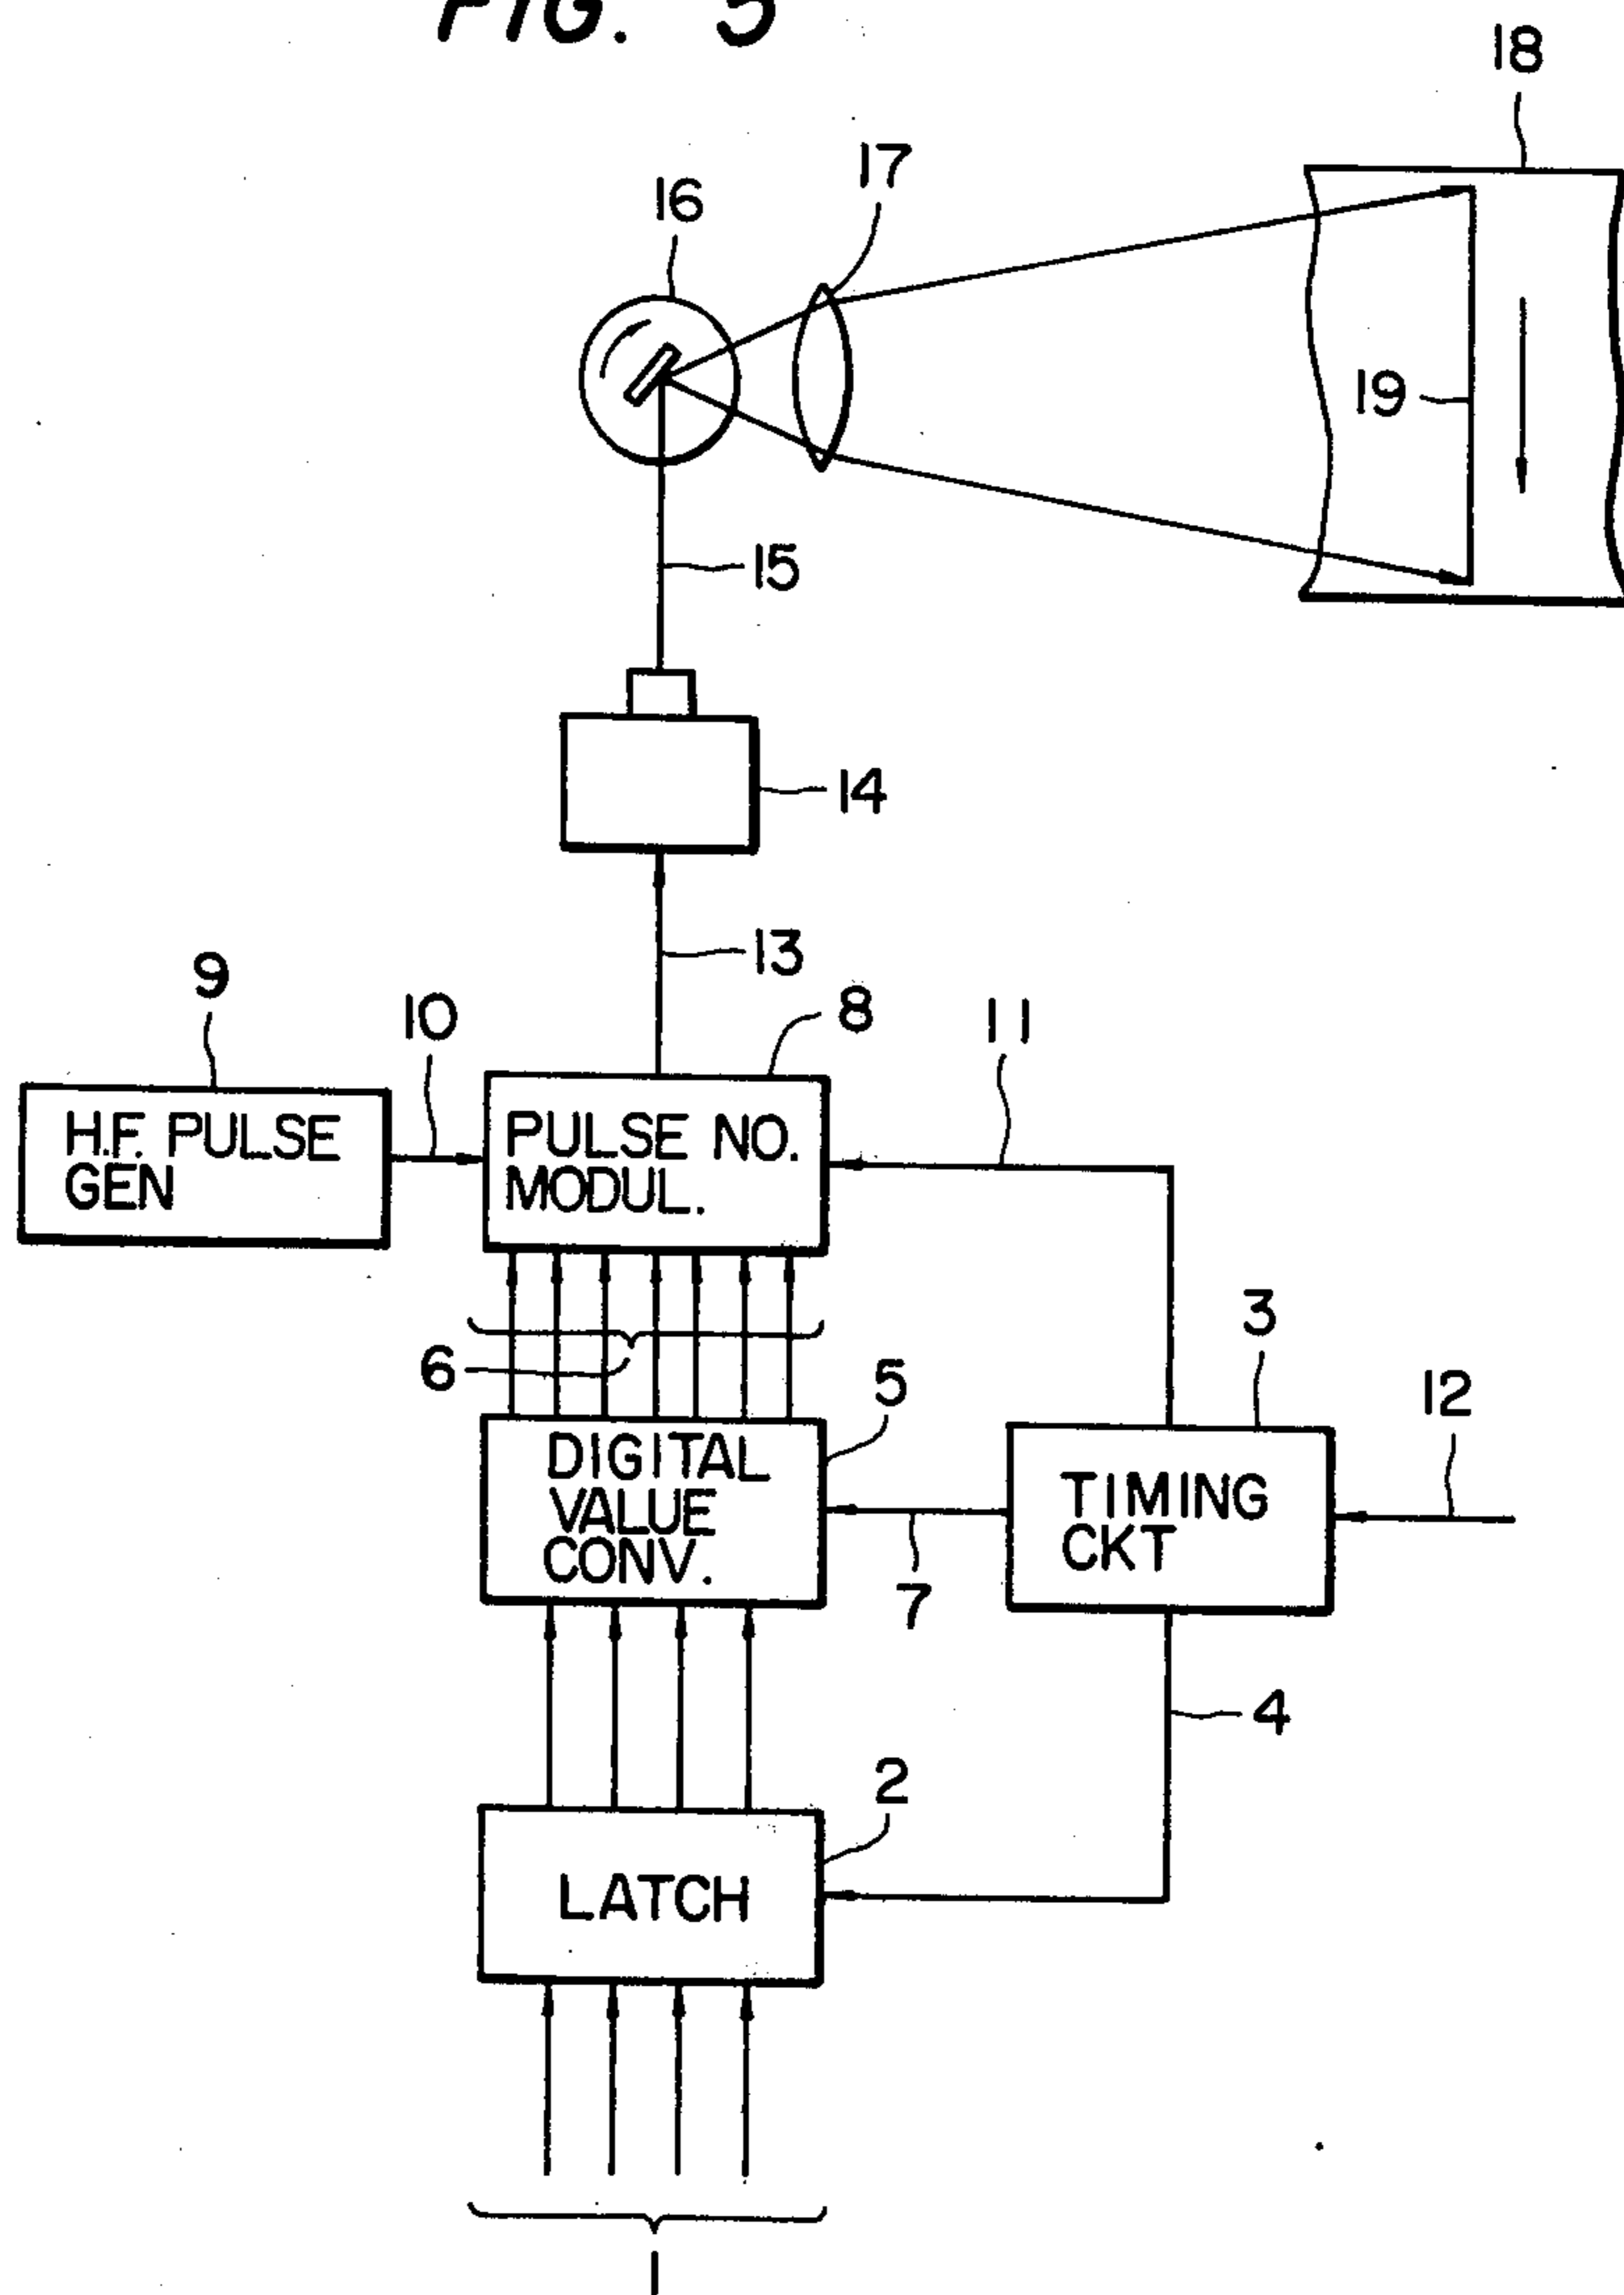 FIG. 3
18
17
16
19
15
14
13
9
10
8
11
H.F. PULSE
GEN
PULSE NO.
MODUL.
3
6
5
12
DIGITAL
VALUE
CONV.
TIMING
CKT
7
4
2
LATCH
1